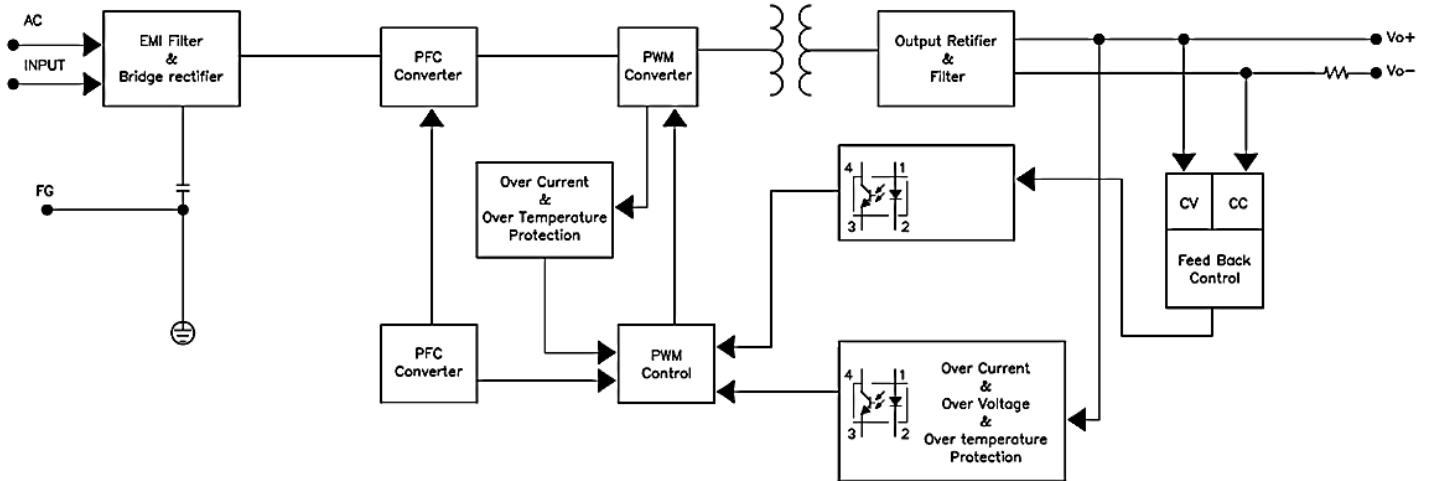 AC
INPUT
EMI Filter
&
Bridge rectifier
PFC
Converter
PWM
Converter
Output Retifier
&
Filter
Vo+
Vo-
FG
Over Current
&
Over Temperature
Protection
4 1
3 2
CV CC
Feed Back
Control
PFC
Converter
PWM
Control
4 1
3 2
Over Current
&
Over Voltage
&
Over temperature
Protection